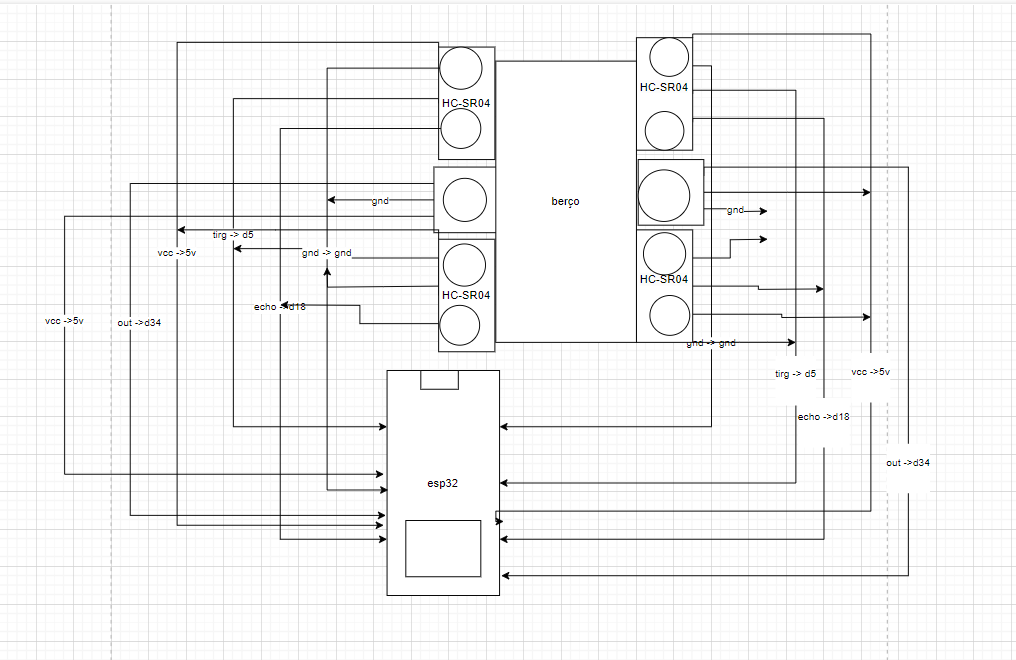 HC-SR04
HC-SR04
berço
gnd
gnd
tirg -> d5
vcc ->5v
gnd -> gnd
HC-SR04
HC-SR04
echo ->d18
vcc ->5v
out ->d34
gnd -> gnd
tirg -> d5
vcc ->5v
echo ->d18
out ->d34
esp32